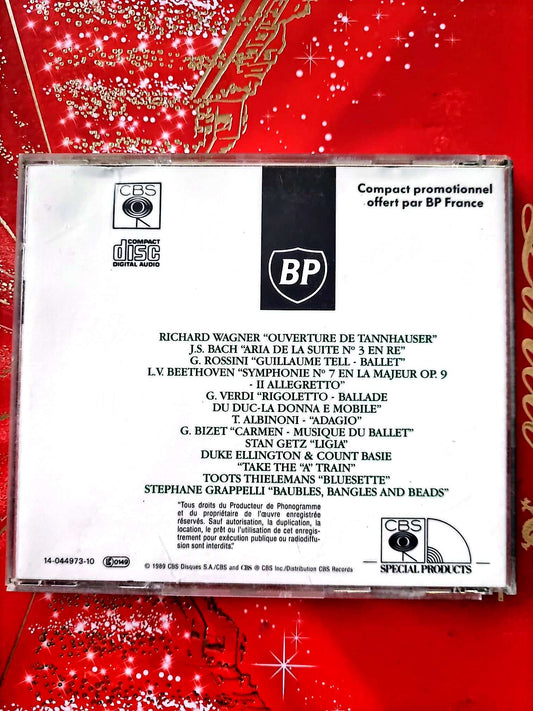 CBS
Compact promotionnel
offert par BP France
COMPACT
disc
DIGITAL AUDIO
BP
RICHARD WAGNER "OUVERTURE DE TANNHAUSER"
J.S. BACH "ARIA DE LA SUITE Nº 3 EN RE"
G. ROSSINI "GUILLAUME TELL - BALLET"
L.V. BEETHOVEN "SYMPHONIE Nº 7 EN LA MAJEUR OP. 9
- II ALLEGRETTO"
G. VERDI "RIGOLETTO - BALLADE
DU DUC-LA DONNA E MOBILE"
T. ALBINONI - "ADAGIO"
G. BIZET "CARMEN - MUSIQUE DU BALLET"
STAN GETZ "LIGIA"
DUKE ELLINGTON & COUNT BASIE
"TAKE THE "A" TRAIN"
TOOTS THIELEMANS "BLUESETTE"
STEPHANE GRAPPELLI "BAUBLES, BANGLES AND BEADS"
"Tous droits du Producteur de Phonogramme
et du propriétaire de l'œuvre enregistrée
réservés. Sauf autorisation, la duplication, la
location, le prêt ou l'utilisation de cet enregis-
trement pour exécution publique ou radiodiffu-
sion sont interdits."
CBS
SPECIAL PRODUCTS
14-044973-10
0149
© 1989 CBS Disques S.A./CBS and CBS ® CBS Inc./Distribution CBS Records